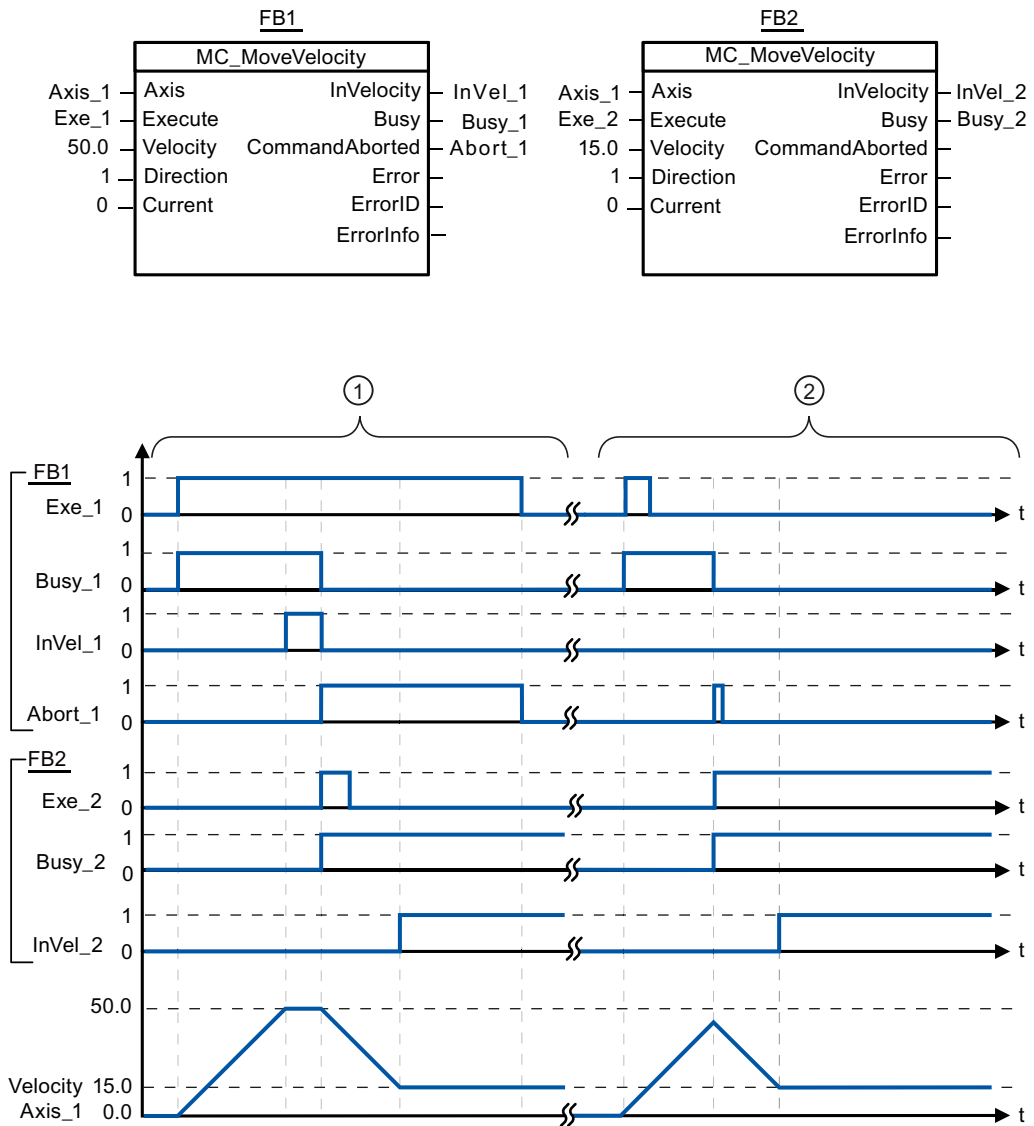 FB1 FB2
MC_MoveVelocity MC_MoveVelocity
Axis_1 Axis InVelocity InVel_1 Axis_1 Axis InVelocity InVel_2
Exe_1 Execute Busy Busy_1 Exe_2 Execute Busy Busy_2
50.0 Velocity CommandAborted Abort_1 15.0 Velocity CommandAborted
1 Direction Error 1 Direction Error
0 Current ErrorID 0 Current ErrorID
ErrorInfo ErrorInfo
1 2
FB1 1
Exe_1 0 t
1
Busy_1 0 t
1
InVel_1 0 t
1
Abort_1 0 t
FB2 1
Exe_2 0 t
1
Busy_2 0 t
1
InVel_2 0 t
50.0
Velocity 15.0
Axis_1 0.0 t